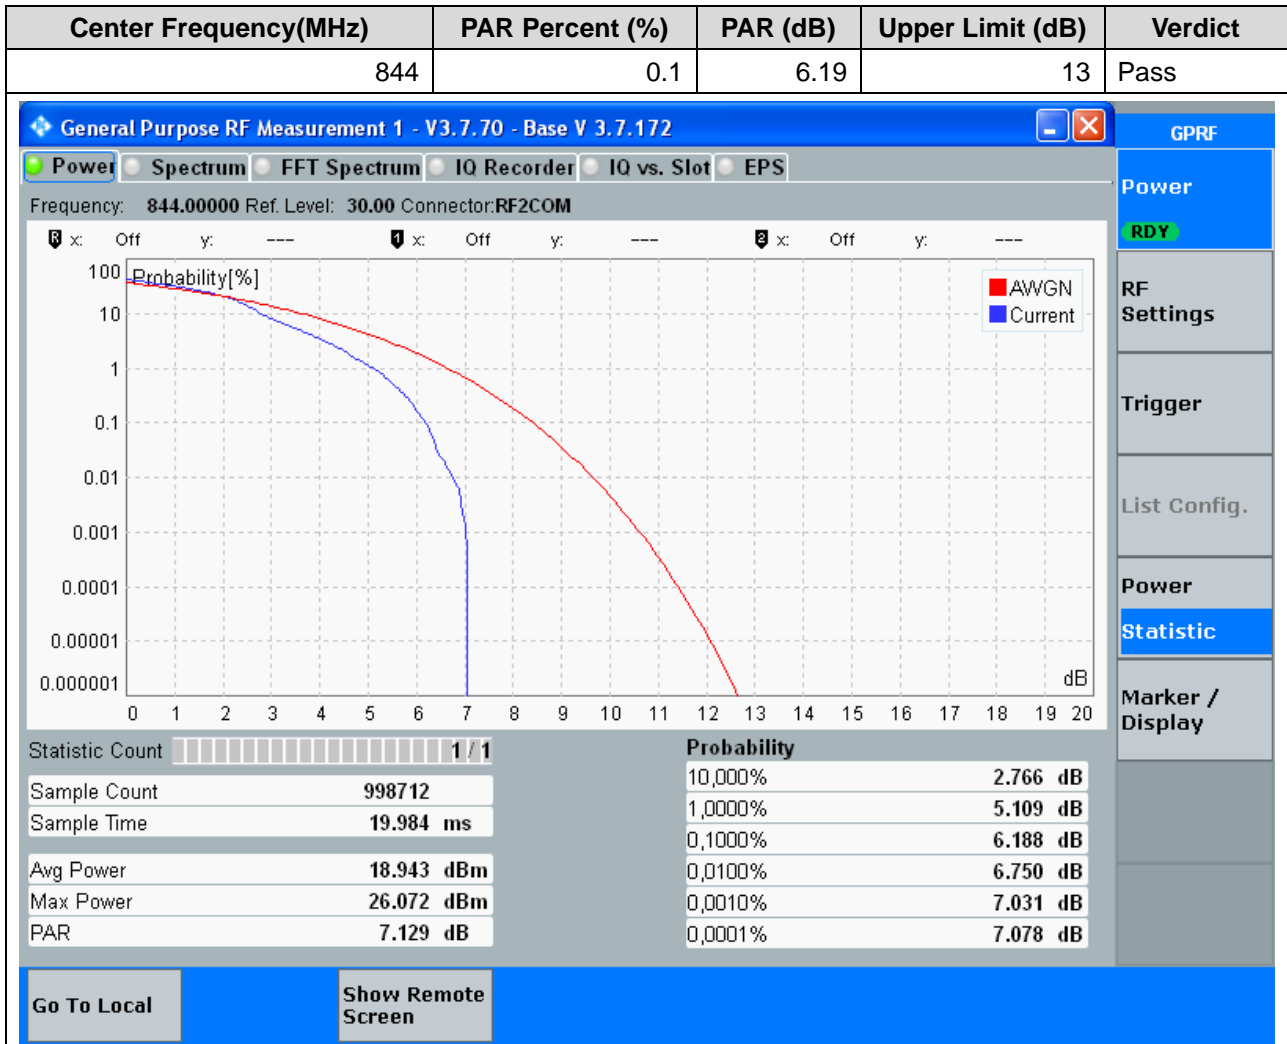 Center Frequency(MHz) PAR Percent (%) PAR (dB) Upper Limit (dB) Verdict
844 0.1 6.19 13 Pass
General Purpose RF Measurement 1 - V3.7.70 - Base V 3.7.172
GPRF
Power Spectrum FFT Spectrum IQ Recorder IQ vs. Slot EPS
Power
RDY
Frequency: 844.00000 Ref. Level: 30.00 Connector:RF2COM
R x: Off y: --- 1 x: Off y: --- 2 x: Off y: ---
100 Probability[%]
AWGN
Current
10
1
0.1
0.01
0.001
0.0001
0.00001
0.000001
dB
0 1 2 3 4 5 6 7 8 9 10 11 12 13 14 15 16 17 18 19 20
RF
Settings
Trigger
List Config.
Power
Statistic
Marker /
Display
Statistic Count 1 / 1
Sample Count 998712
Sample Time 19.984 ms
Avg Power 18.943 dBm
Max Power 26.072 dBm
PAR 7.129 dB
Probability
10,000% 2.766 dB
1,0000% 5.109 dB
0,1000% 6.188 dB
0,0100% 6.750 dB
0,0010% 7.031 dB
0,0001% 7.078 dB
Go To Local
Show Remote
Screen